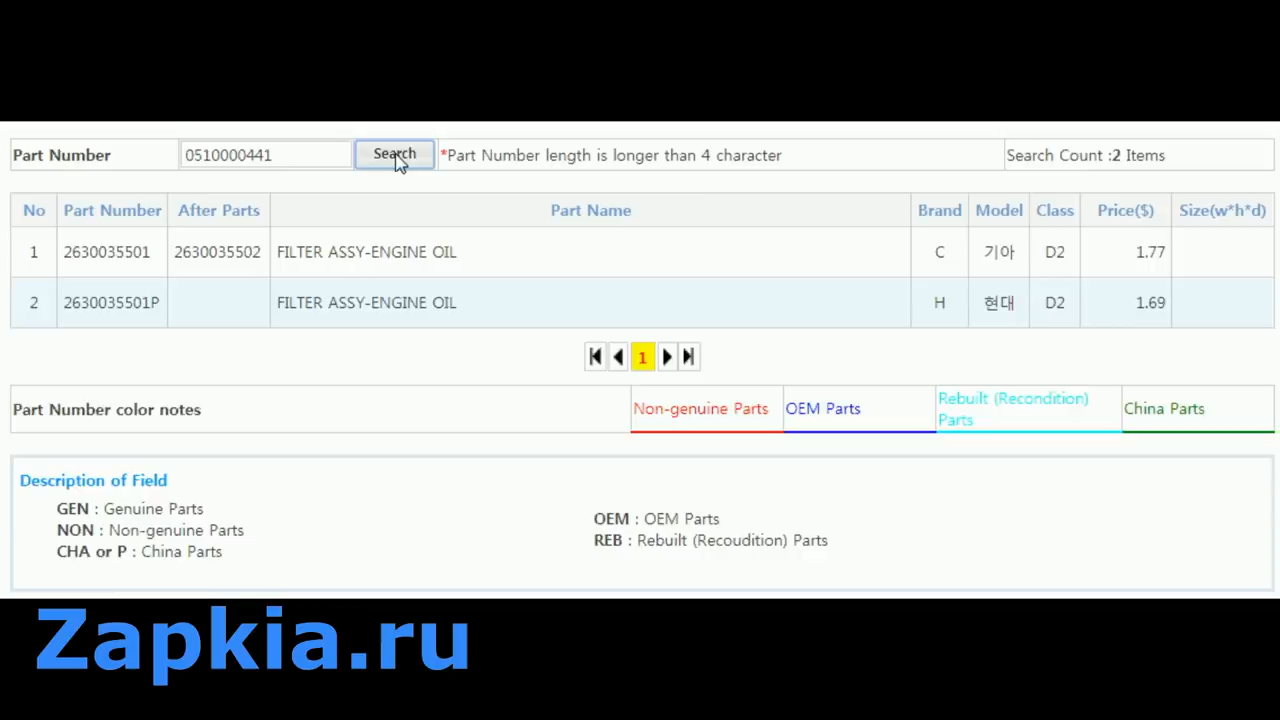 Part Number 0510000441 Search *Part Number length is longer than 4 character Search Count :2 Items
No Part Number After Parts Part Name Brand Model Class Price($) Size(w*h*d)
1 2630035501 2630035502 FILTER ASSY-ENGINE OIL C 기아 D2 1.77
2 2630035501P FILTER ASSY-ENGINE OIL H 현대 D2 1.69
1
Part Number color notes Non-genuine Parts OEM Parts Rebuilt (Recondition) Parts China Parts
Description of Field
GEN : Genuine Parts
NON : Non-genuine Parts
CHA or P : China Parts
OEM : OEM Parts
REB : Rebuilt (Recoudition) Parts
Zapkia.ru